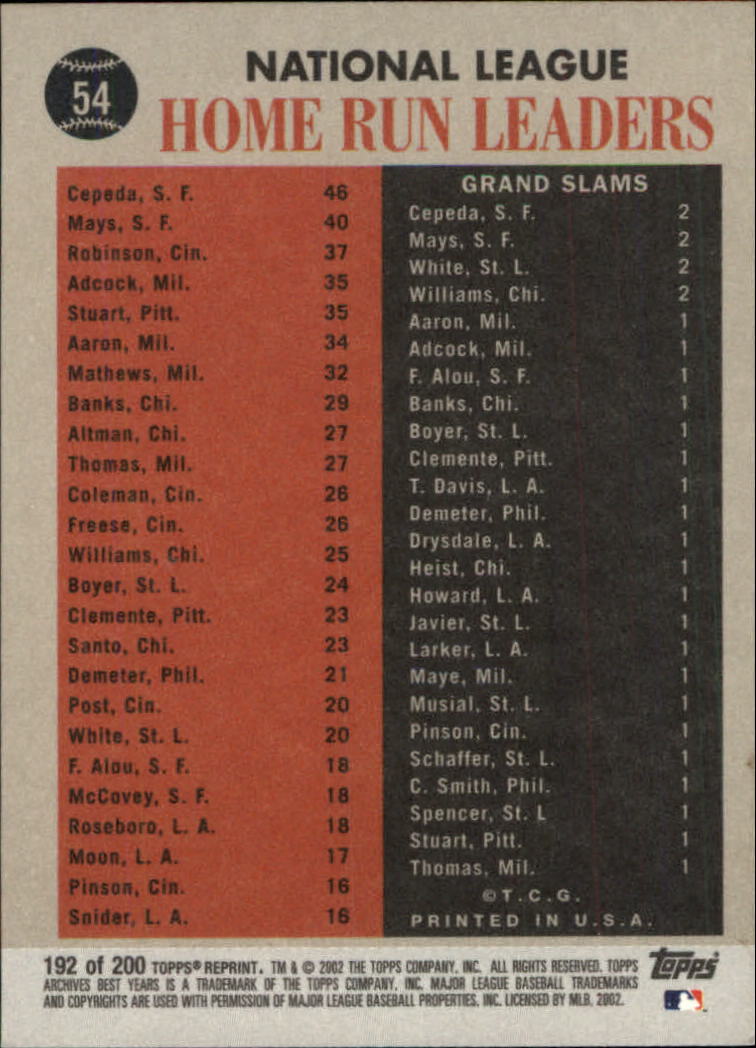 54
NATIONAL LEAGUE
HOME RUN LEADERS
Cepeda, S. F. 46
Mays, S. F. 40
Robinson, Cin. 37
Adcock, Mil. 35
Stuart, Pitt. 35
Aaron, Mil. 34
Mathews, Mil. 32
Banks, Chi. 29
Altman, Chi. 27
Thomas, Mil. 27
Coleman, Cin. 26
Freese, Cin. 26
Williams, Chi. 25
Boyer, St. L. 24
Clemente, Pitt. 23
Santo, Chi. 23
Demeter, Phil. 21
Post, Cin. 20
White, St. L. 20
F. Alou, S. F. 18
McCovey, S. F. 18
Roseboro, L. A. 18
Moon, L. A. 17
Pinson, Cin. 16
Snider, L. A. 16
GRAND SLAMS
Cepeda, S. F. 2
Mays, S. F. 2
White, St. L. 2
Williams, Chi. 2
Aaron, Mil. 1
Adcock, Mil. 1
F. Alou, S. F. 1
Banks, Chi. 1
Boyer, St. L. 1
Clemente, Pitt. 1
T. Davis, L. A. 1
Demeter, Phil. 1
Drysdale, L. A. 1
Heist, Chi. 1
Howard, L. A. 1
Javier, St. L. 1
Larker, L. A. 1
Maye, Mil. 1
Musial, St. L. 1
Pinson, Cin. 1
Schaffer, St. L. 1
C. Smith, Phil. 1
Spencer, St. L 1
Stuart, Pitt. 1
Thomas, Mil. 1
©T.C.G.
PRINTED IN U.S.A.
192 of 200 TOPPS® REPRINT. TM & © 2002 THE TOPPS COMPANY, INC. ALL RIGHTS RESERVED. TOPPS
ARCHIVES BEST YEARS IS A TRADEMARK OF THE TOPPS COMPANY, INC. MAJOR LEAGUE BASEBALL TRADEMARKS
AND COPYRIGHTS ARE USED WITH PERMISSION OF MAJOR LEAGUE BASEBALL PROPERTIES, INC. LICENSED BY MLB, 2002.
Topps